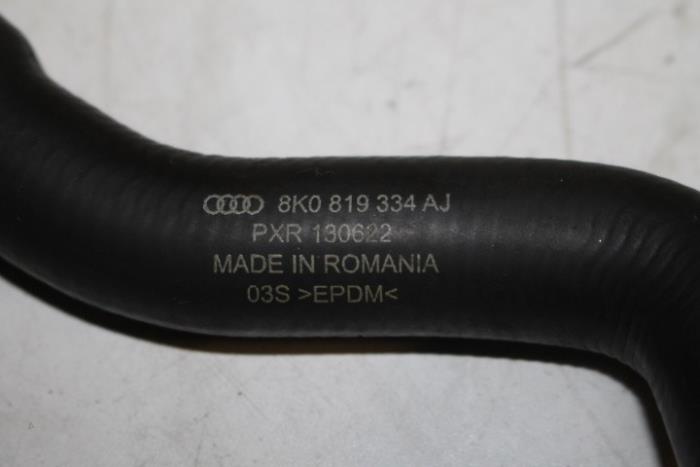 8K0 819 334 AJ
PXR 130622
MADE IN ROMANIA
03S >EPDM<